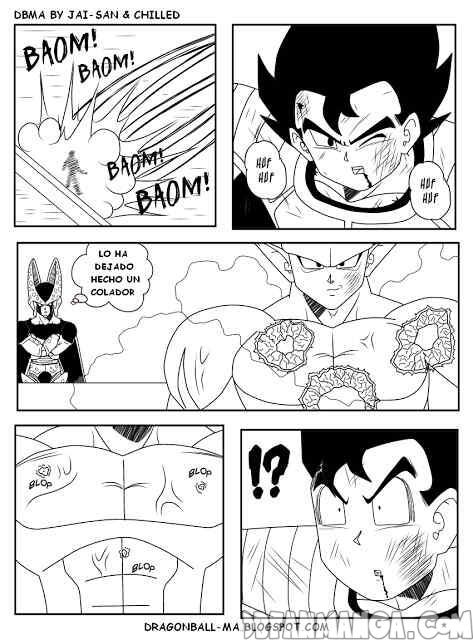 DBMA BY JAI-SAN & CHILLED
BAOM!
BAOM!
BAOM!
BAOM!
HUF
HUF
HUF
HUF
LO HA
DEJADO
HECHO UN
COLADOR
BLOP
BLOP
BLOP
!?
DRAGONBALL-MA.BLOGSPOT.COM
SUBMANGA.COM